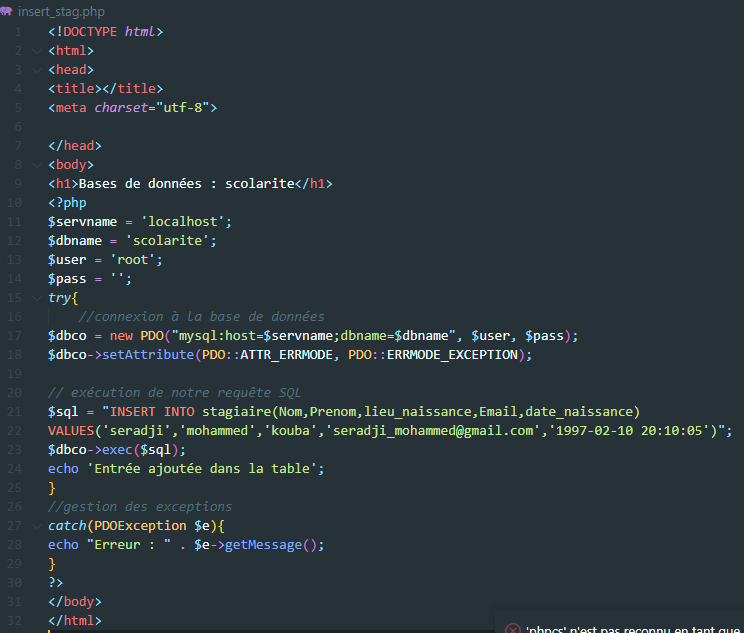 insert_stag.php
1 <!DOCTYPE html>
2 <html>
3 <head>
4 <title></title>
5 <meta charset="utf-8">
6
7 </head>
8 <body>
9 <h1>Bases de données : scolarite</h1>
10 <?php
11 $servname = 'localhost';
12 $dbname = 'scolarite';
13 $user = 'root';
14 $pass = '';
15 try{
16 //connexion à la base de données
17 $dbco = new PDO("mysql:host=$servname;dbname=$dbname", $user, $pass);
18 $dbco->setAttribute(PDO::ATTR_ERRMODE, PDO::ERRMODE_EXCEPTION);
19
20 // exécution de notre requête SQL
21 $sql = "INSERT INTO stagiaire(Nom,Prenom,lieu_naissance,Email,date_naissance)
22 VALUES('seradji','mohammed','kouba','seradji_mohammed@gmail.com','1997-02-10 20:10:05')";
23 $dbco->exec($sql);
24 echo 'Entrée ajoutée dans la table';
25 }
26 //gestion des exceptions
27 catch(PDOException $e){
28 echo "Erreur : " . $e->getMessage();
29 }
30 ?>
31 </body>
32 </html>
'phpcs' n'est pas reconnu en tant que